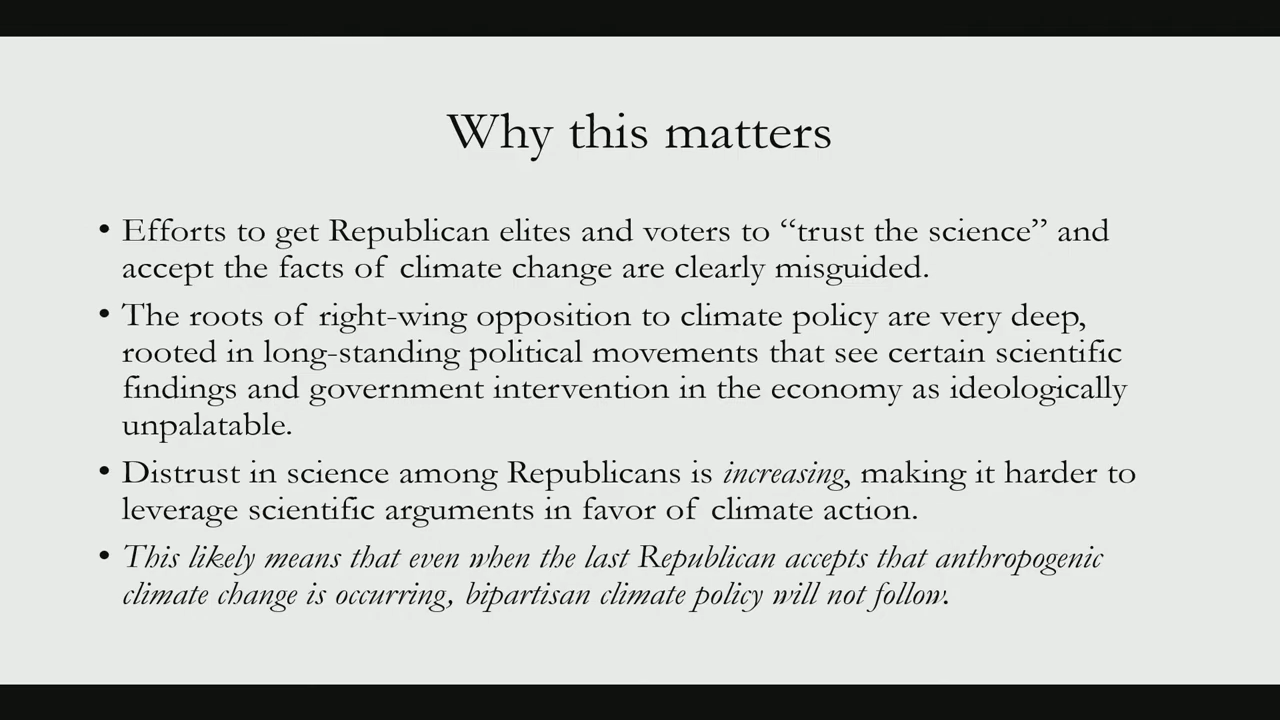 Why this matters
• Efforts to get Republican elites and voters to “trust the science” and
accept the facts of climate change are clearly misguided.
• The roots of right-wing opposition to climate policy are very deep,
rooted in long-standing political movements that see certain scientific
findings and government intervention in the economy as ideologically
unpalatable.
• Distrust in science among Republicans is increasing, making it harder to
leverage scientific arguments in favor of climate action.
• This likely means that even when the last Republican accepts that anthropogenic
climate change is occurring, bipartisan climate policy will not follow.